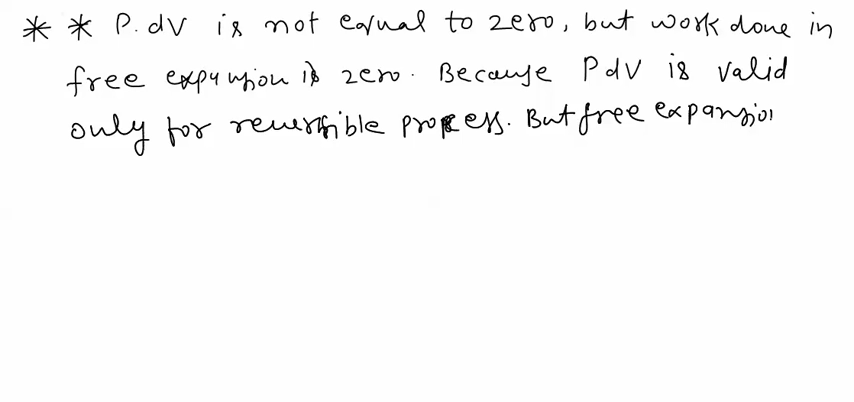 * * P.dV is not equal to zero, but work done in
free expansion is zero. Because PdV is valid
only for reversible process. But free expansion